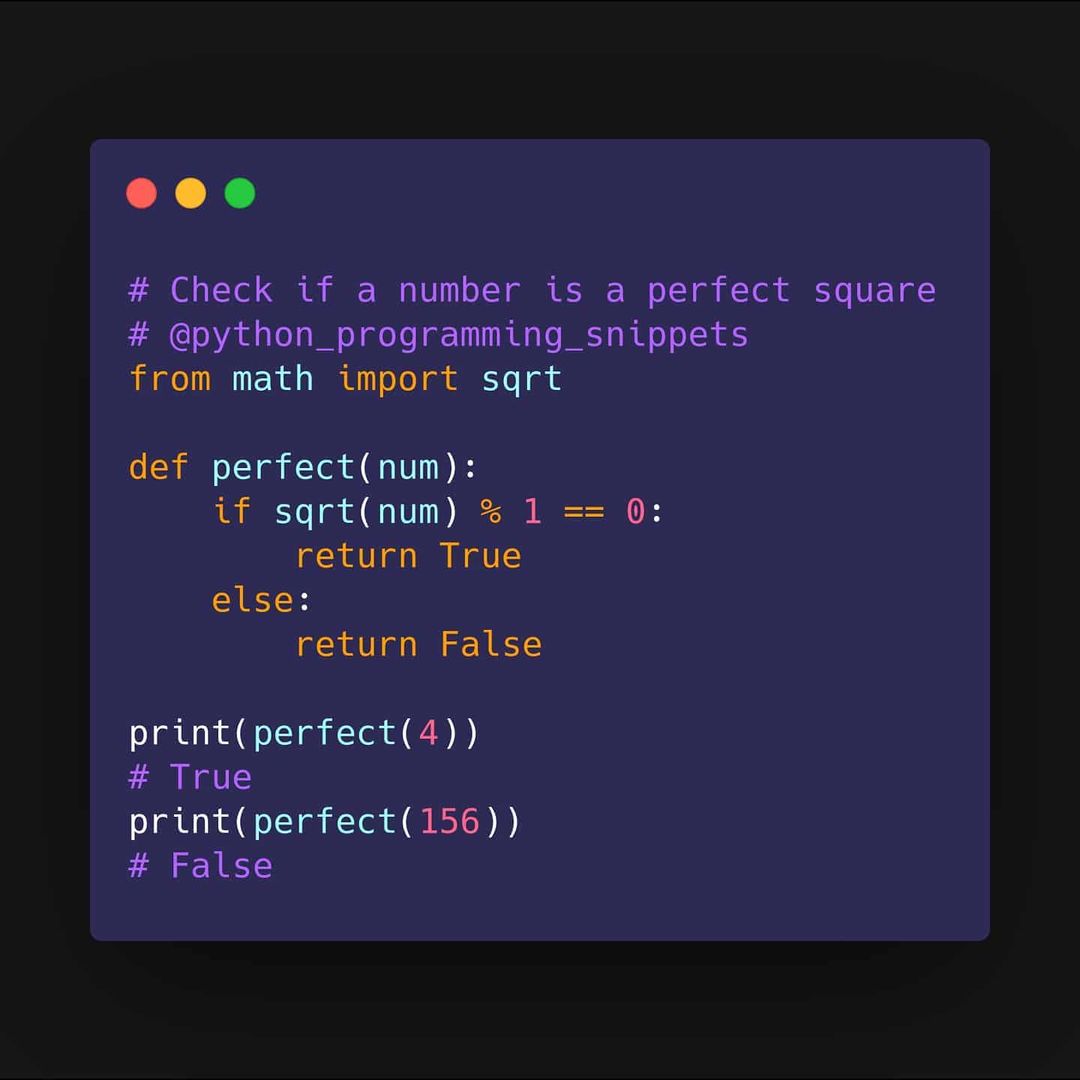 # Check if a number is a perfect square
# @python_programming_snippets
from math import sqrt
def perfect(num):
    if sqrt(num) % 1 == 0:
        return True
    else:
        return False
print(perfect(4))
# True
print(perfect(156))
# False